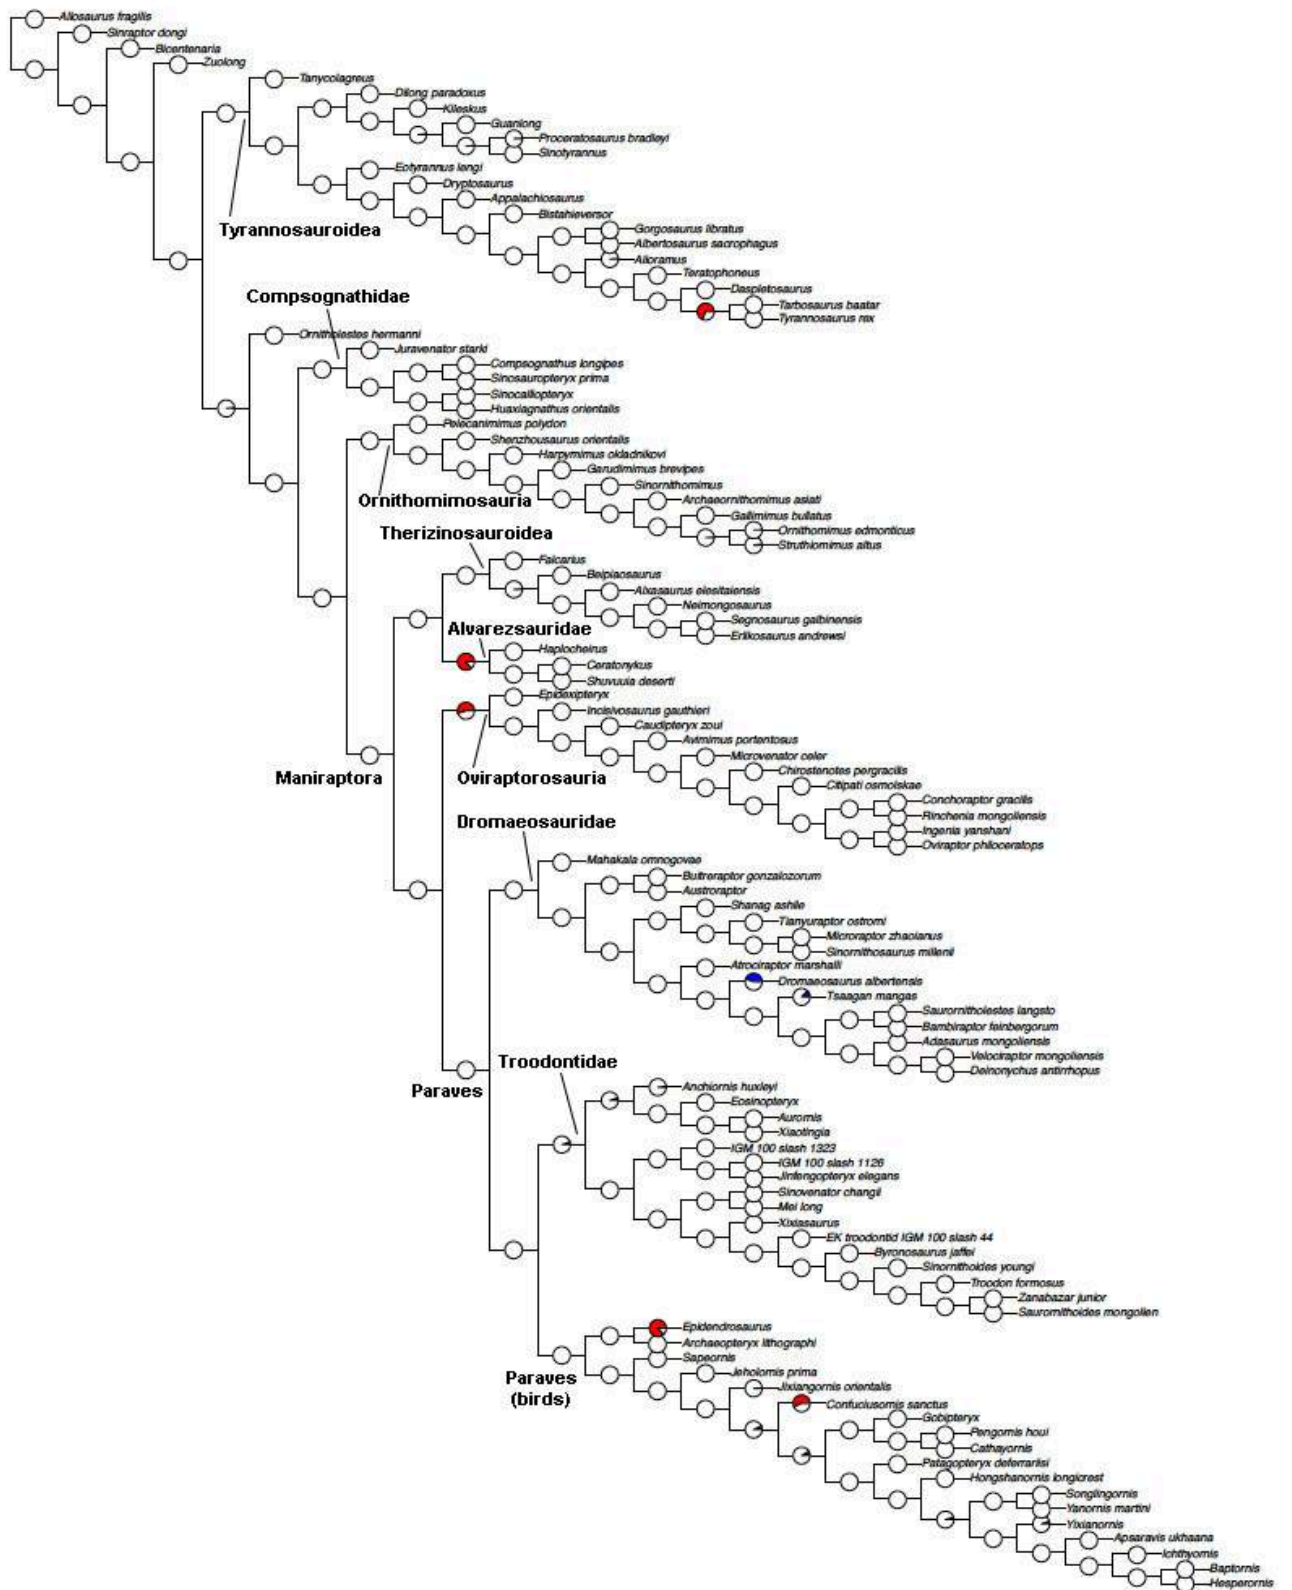 Allosaurus fragilis
Sinraptor dongi
Bicentenaria
Zuolong
Tanycolagreus
Dilong paradoxus
Kileskus
Guanlong
Proceratosaurus bradleyi
Sinotyrannus
Eotyrannus lengi
Dryptosaurus
Appalachiosaurus
Bistahieversor
Tyrannosauroidea
Gorgosaurus libratus
Albertosaurus sacrophagus
Alioramus
Teratophoneus
Daspletosaurus
Compsognathidae
Tarbosaurus baatar
Tyrannosaurus rex
Ornitholestes hermanni
Juravenator starki
Compsognathus longipes
Sinosauropteryx prima
Sinocalliopteryx
Huaxiagnathus orientalis
Pelecanimimus polydon
Shenzhousaurus orientalis
Harpymimus okladnikovi
Garudimimus brevipes
Sinornithomimus
Ornithomimosauria
Archaeornithomimus asiati
Gallimimus bullatus
Ornithomimus edmonticus
Therizinosauroidea
Struthiomimus altus
Falcarius
Beipiaosaurus
Alxasaurus elesitaiensis
Neimongosaurus
Segnosaurus galbinensis
Alvarezsauridae
Erlikosaurus andrewsi
Haplocheirus
Ceratonykus
Shuvuuia deserti
Epidexipteryx
Incisivosaurus gauthieri
Caudipteryx zoui
Avimimus portentosus
Microvenator celer
Chirostenotes pergracilis
Maniraptora
Oviraptorosauria
Citipati osmolskae
Conchoraptor gracilis
Rinchenia mongoliensis
Dromaeosauridae
Ingenia yanshani
Oviraptor philoceratops
Mahakala omnogovae
Buitreraptor gonzalozorum
Austroraptor
Shanag ashile
Tianyuraptor ostromi
Microraptor zhaoianus
Sinornithosaurus millenii
Atrociraptor marshalli
Dromaeosaurus albertensis
Tsaagan mangas
Saurornitholestes langsto
Bambiraptor feinbergorum
Adasaurus mongoliensis
Velociraptor mongoliensis
Troodontidae
Deinonychus antirrhopus
Paraves
Anchiornis huxleyi
Eosinopteryx
Aurornis
Xiaotingia
IGM 100 slash 1323
IGM 100 slash 1126
Jinfengopteryx elegans
Sinovenator changii
Mei long
Xixiasaurus
EK troodontid IGM 100 slash 44
Byronosaurus jaffei
Sinornithoides youngi
Troodon formosus
Zanabazar junior
Saurornithoides mongolien
Epidendrosaurus
Archaeopteryx lithographi
Sapeornis
Jeholornis prima
Paraves
(birds)
Jixiangornis orientalis
Confuciusornis sanctus
Gobipteryx
Pengornis houi
Cathayornis
Patagopteryx deferrariisi
Hongshanornis longicrest
Songlingornis
Yanornis martini
Yixianornis
Apsaravis ukhaana
Ichthyornis
Baptornis
Hesperornis